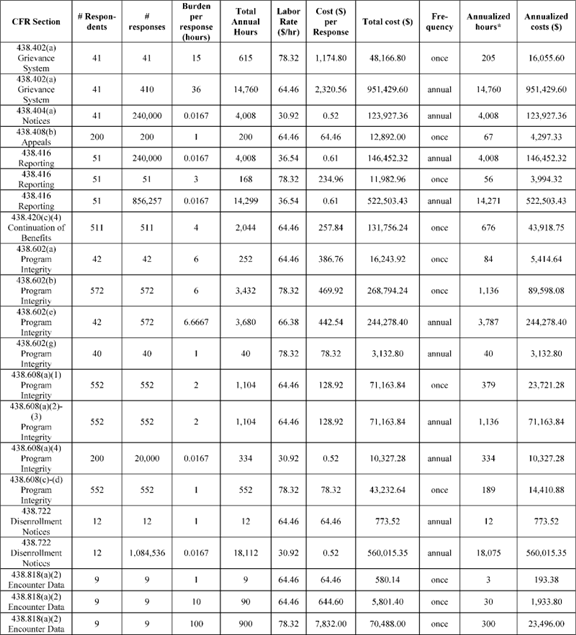 CFR Section | # Respon-dents | # responses | Burden per response (hours) | Total Annual Hours | Labor Rate ($/hr) | Cost ($) per Response | Total cost ($) | Fre-quency | Annualized hours* | Annualized costs ($)
438.402(a) Grievance System | 41 | 41 | 15 | 615 | 78.32 | 1,174.80 | 48,166.80 | once | 205 | 16,055.60
438.402(a) Grievance System | 41 | 410 | 36 | 14,760 | 64.46 | 2,320.56 | 951,429.60 | annual | 14,760 | 951,429.60
438.404(a) Notices | 41 | 240,000 | 0.0167 | 4,008 | 30.92 | 0.52 | 123,927.36 | annual | 4,008 | 123,927.36
438.408(b) Appeals | 200 | 200 | 1 | 200 | 64.46 | 64.46 | 12,892.00 | once | 67 | 4,297.33
438.416 Reporting | 51 | 240,000 | 0.0167 | 4,008 | 36.54 | 0.61 | 146,452.32 | annual | 4,008 | 146,452.32
438.416 Reporting | 51 | 51 | 3 | 168 | 78.32 | 234.96 | 11,982.96 | once | 56 | 3,994.32
438.416 Reporting | 51 | 856,257 | 0.0167 | 14,299 | 36.54 | 0.61 | 522,503.43 | annual | 14,271 | 522,503.43
438.420(c)(4) Continuation of Benefits | 511 | 511 | 4 | 2,044 | 64.46 | 257.84 | 131,756.24 | once | 676 | 43,918.75
438.602(a) Program Integrity | 42 | 42 | 6 | 252 | 64.46 | 386.76 | 16,243.92 | once | 84 | 5,414.64
438.602(b) Program Integrity | 572 | 572 | 6 | 3,432 | 78.32 | 469.92 | 268,794.24 | once | 1,136 | 89,598.08
438.602(e) Program Integrity | 42 | 572 | 6.6667 | 3,680 | 66.38 | 442.54 | 244,278.40 | annual | 3,787 | 244,278.40
438.602(g) Program Integrity | 40 | 40 | 1 | 40 | 78.32 | 78.32 | 3,132.80 | annual | 40 | 3,132.80
438.608(a)(1) Program Integrity | 552 | 552 | 2 | 1,104 | 64.46 | 128.92 | 71,163.84 | once | 379 | 23,721.28
438.608(a)(2)-(3) Program Integrity | 552 | 552 | 2 | 1,104 | 64.46 | 128.92 | 71,163.84 | annual | 1,136 | 71,163.84
438.608(a)(4) Program Integrity | 200 | 20,000 | 0.0167 | 334 | 30.92 | 0.52 | 10,327.28 | annual | 334 | 10,327.28
438.608(c)-(d) Program Integrity | 552 | 552 | 1 | 552 | 78.32 | 78.32 | 43,232.64 | once | 189 | 14,410.88
438.722 Disenrollment Notices | 12 | 12 | 1 | 12 | 64.46 | 64.46 | 773.52 | annual | 12 | 773.52
438.722 Disenrollment Notices | 12 | 1,084,536 | 0.0167 | 18,112 | 30.92 | 0.52 | 560,015.35 | annual | 18,075 | 560,015.35
438.818(a)(2) Encounter Data | 9 | 9 | 1 | 9 | 64.46 | 64.46 | 580.14 | once | 3 | 193.38
438.818(a)(2) Encounter Data | 9 | 9 | 10 | 90 | 64.46 | 644.60 | 5,801.40 | once | 30 | 1,933.80
438.818(a)(2) Encounter Data | 9 | 9 | 100 | 900 | 78.32 | 7,832.00 | 70,488.00 | once | 300 | 23,496.00